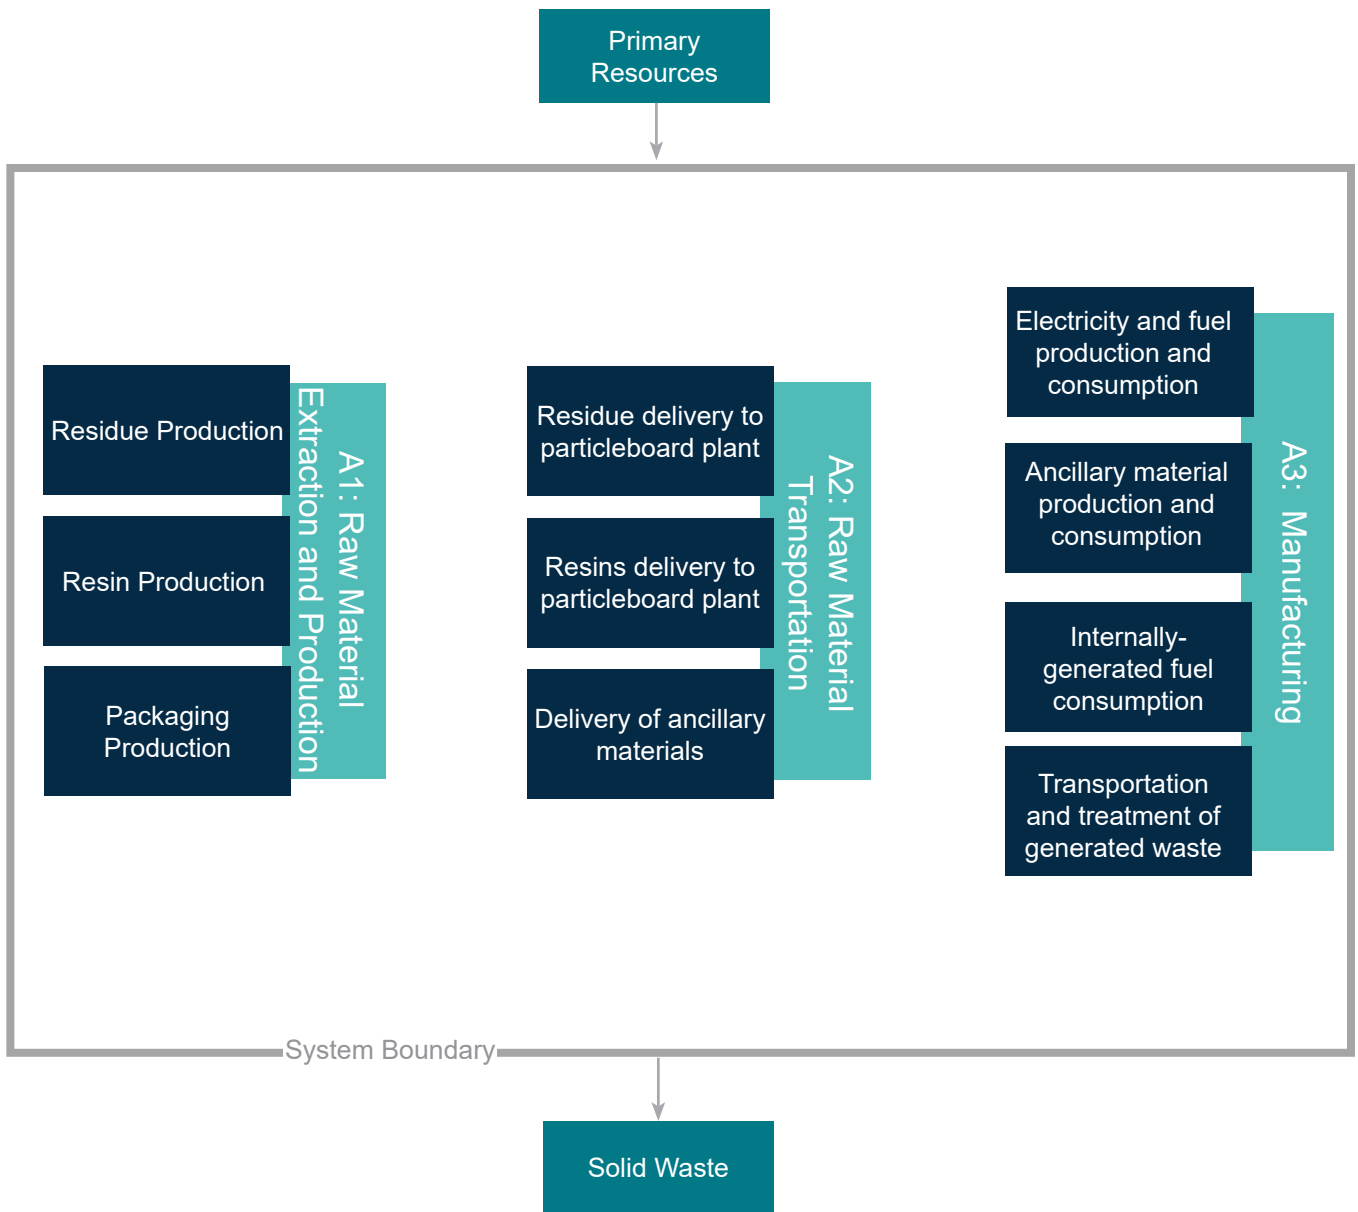 Primary
Resources
Residue Production
Resin Production
Packaging
Production
A1: Raw Material
Extraction and Production
Residue delivery to
particleboard plant
Resins delivery to
particleboard plant
Delivery of ancillary
materials
A2: Raw Material
Transportation
Electricity and fuel
production and
consumption
Ancillary material
production and
consumption
Internally-
generated fuel
consumption
Transportation
and treatment of
generated waste
A3: Manufacturing
System Boundary
Solid Waste